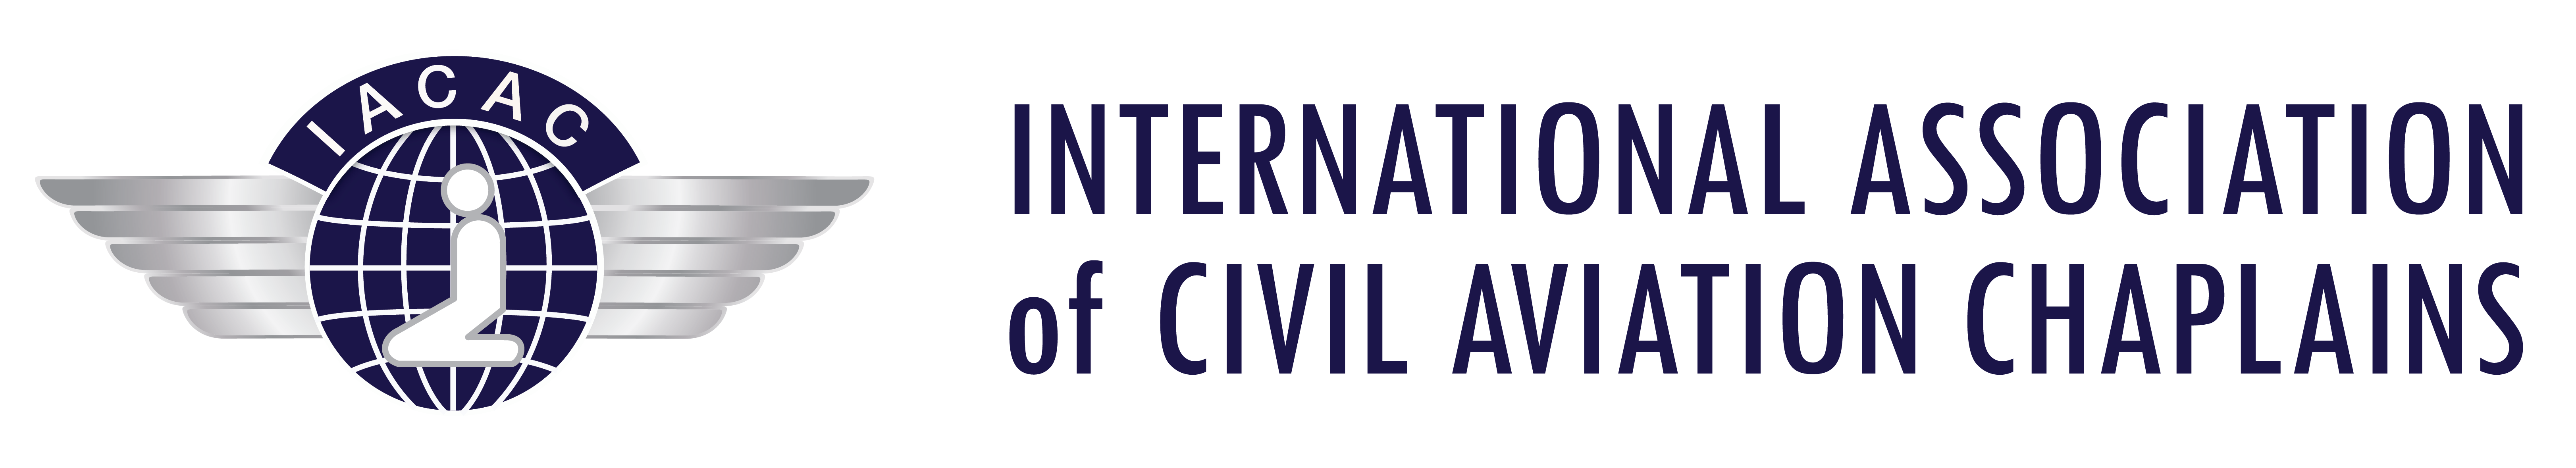 IACAC
INTERNATIONAL ASSOCIATION
of CIVIL AVIATION CHAPLAINS